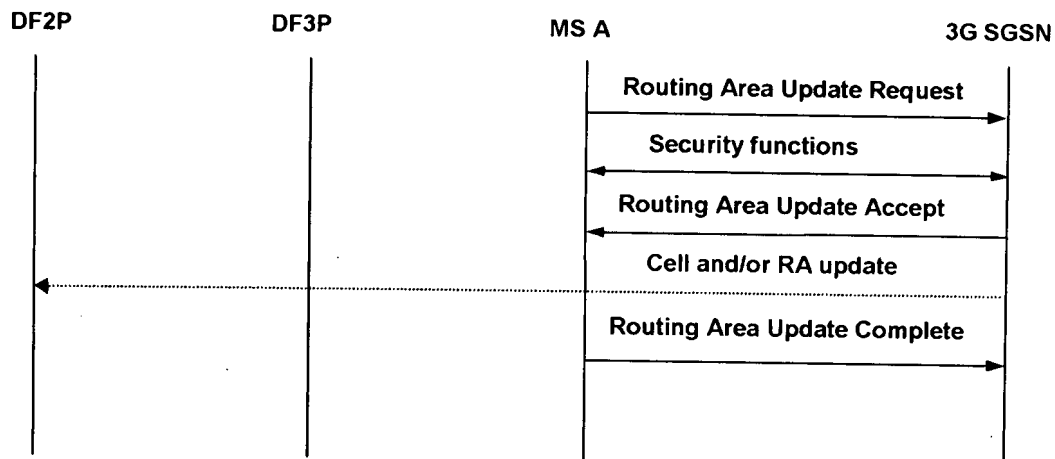 DF2P
DF3P
MS A
3G SGSN
Routing Area Update Request
Security functions
Routing Area Update Accept
Cell and/or RA update
Routing Area Update Complete